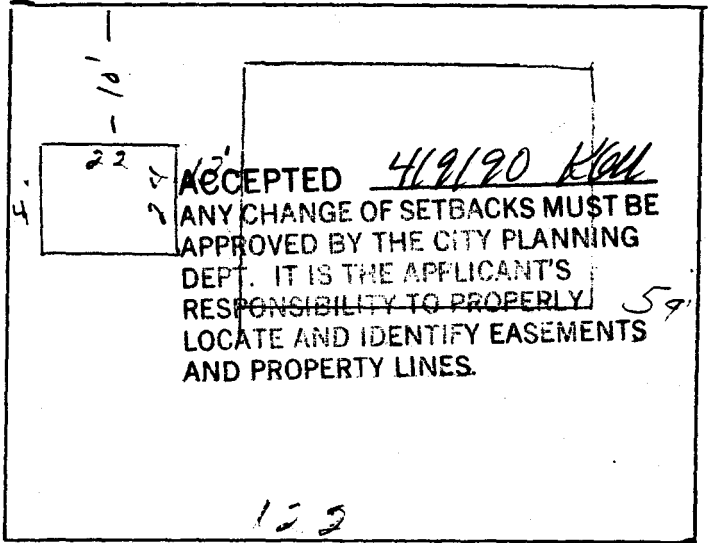 10'
22
24
12'
4'
ACCEPTED 4/9/90
ANY CHANGE OF SETBACKS MUST BE
APPROVED BY THE CITY PLANNING
DEPT. IT IS THE APPLICANT'S
RESPONSIBILITY TO PROPERLY
LOCATE AND IDENTIFY EASEMENTS
AND PROPERTY LINES.
122